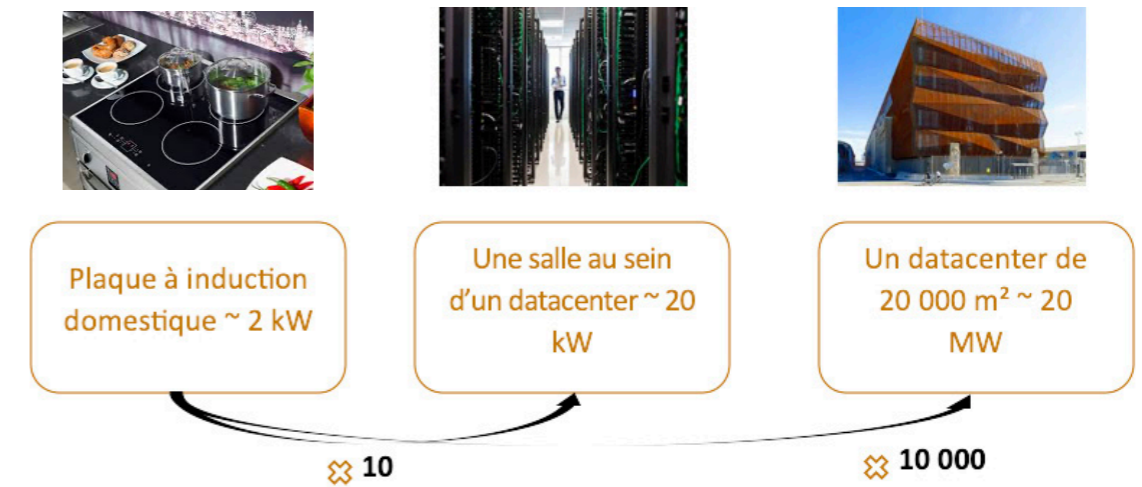 Plaque à induction
domestique ~ 2 kW
Une salle au sein
d’un datacenter ~ 20
kW
Un datacenter de
20 000 m² ~ 20
MW
10
10 000